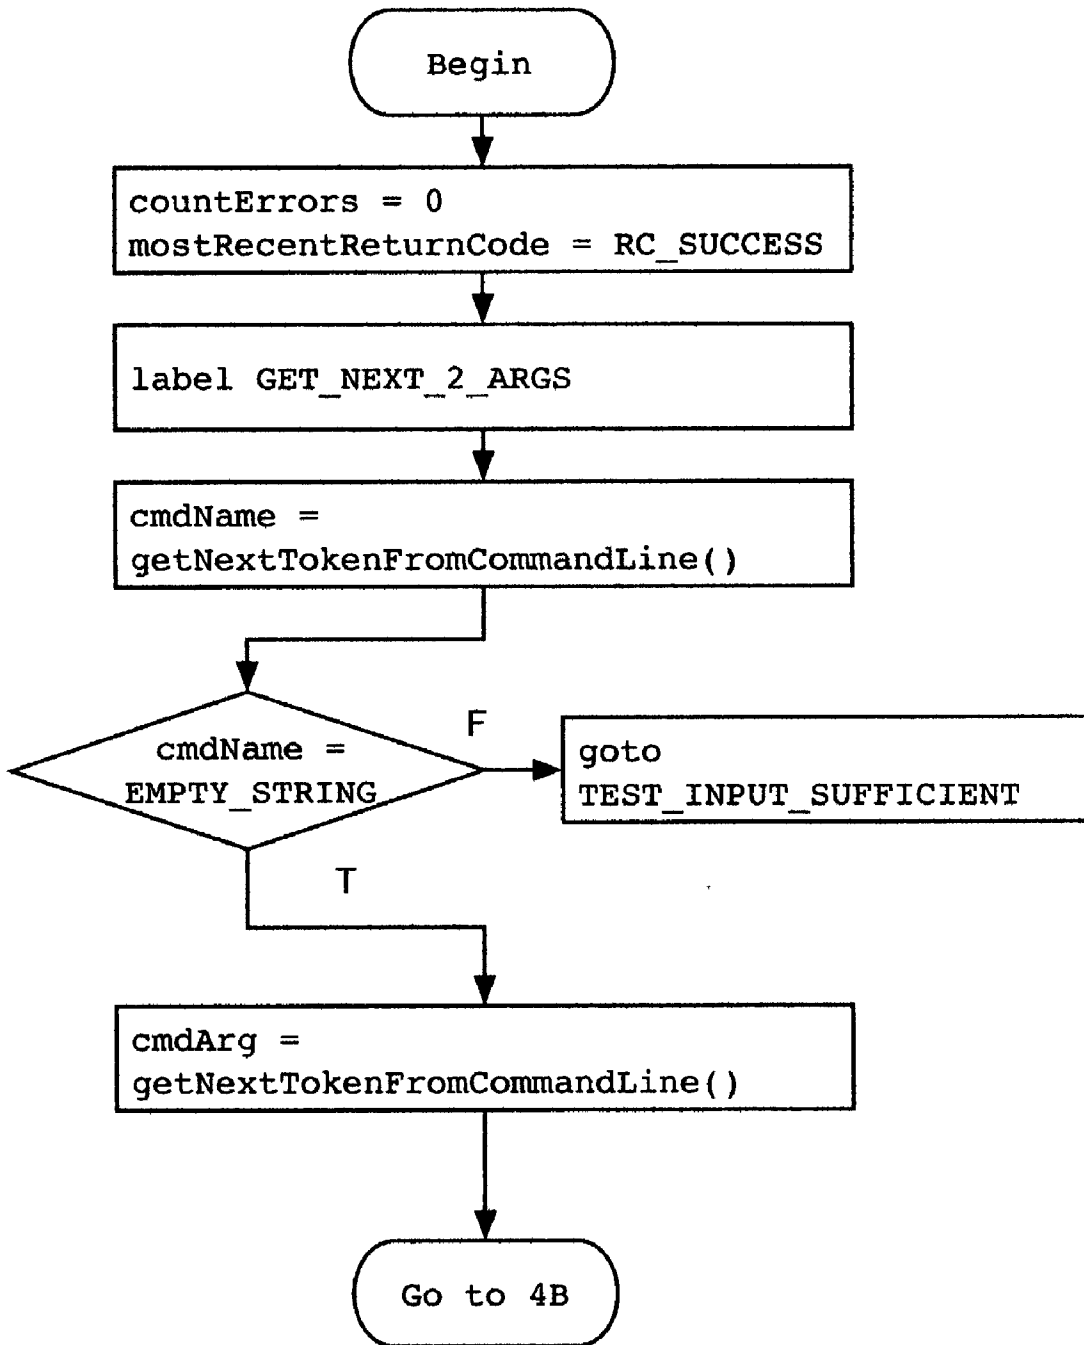 Begin
countErrors = 0
mostRecentReturnCode = RC_SUCCESS
label GET_NEXT_2_ARGS
cmdName =
getNextTokenFromCommandLine()
cmdName =
EMPTY_STRING
F
goto
TEST_INPUT_SUFFICIENT
T
cmdArg =
getNextTokenFromCommandLine()
Go to 4B